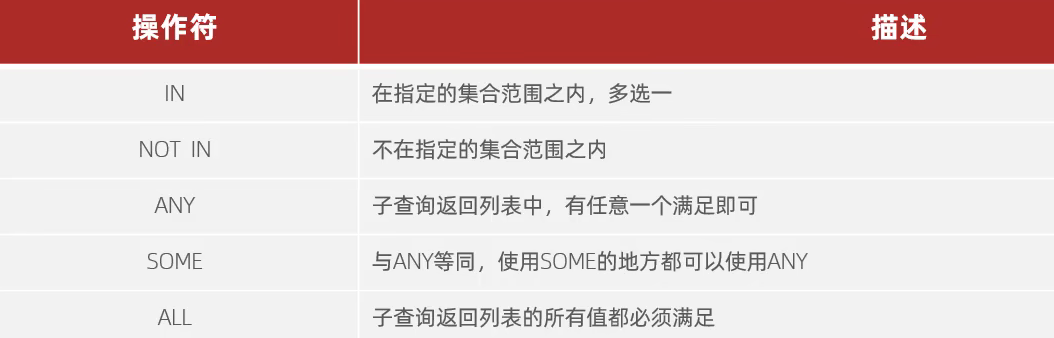 操作符 描述
IN 在指定的集合范围之内，多选一
NOT IN 不在指定的集合范围之内
ANY 子查询返回列表中，有任意一个满足即可
SOME 与ANY等同，使用SOME的地方都可以使用ANY
ALL 子查询返回列表的所有值都必须满足